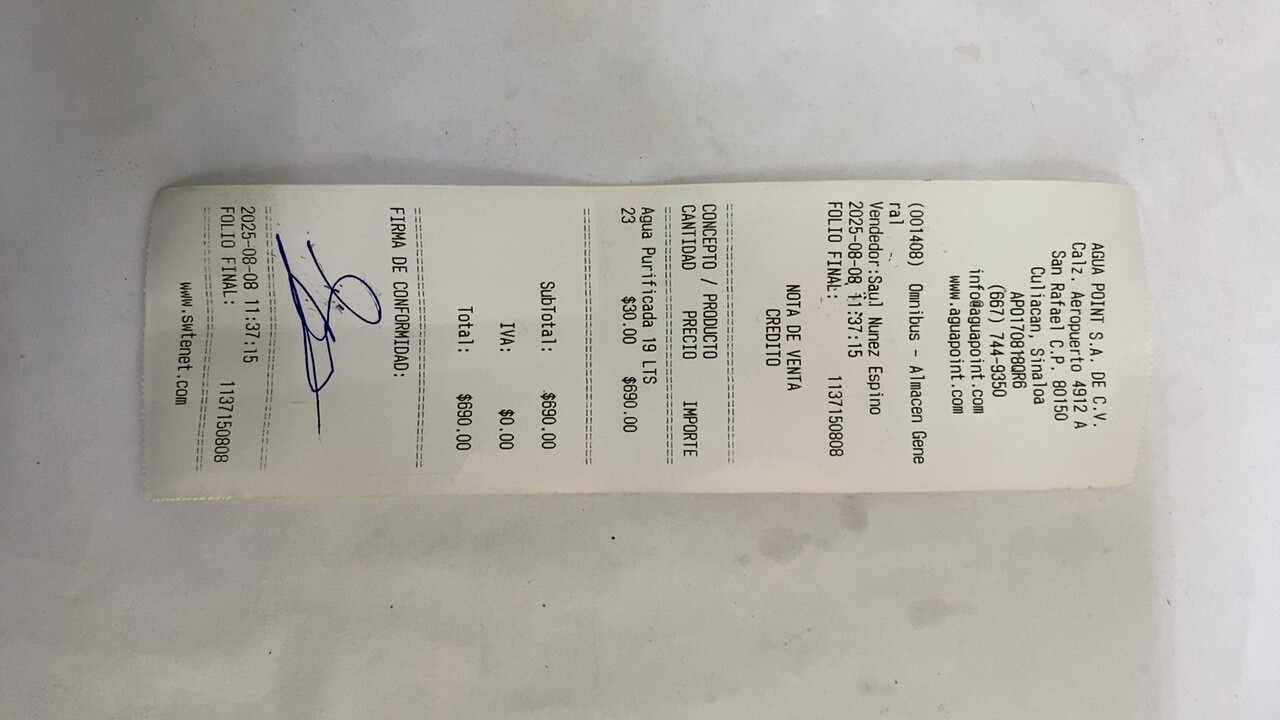 AGUA POINT S.A. DE C.V.
Calz. Aeropuerto 4912 A
San Rafael C.P. 80150
Culiacan, Sinaloa
APO170818QR6
(667) 744-9350
info@aguapoint.com
www.aguapoint.com
(001408) Omnibus - Almacen Gene
ral
Vendedor:Saul Nunez Espino
2025-08-08 11:37:15
FOLIO FINAL: 1137150808
NOTA DE VENTA
CREDITO
CONCEPTO / PRODUCTO
CANTIDAD PRECIO IMPORTE
Agua Purificada 19 LTS
23 $30.00 $690.00
SubTotal: $690.00
IVA: $0.00
Total: $690.00
FIRMA DE CONFORMIDAD:
2025-08-08 11:37:15
FOLIO FINAL: 1137150808
www.swtenet.com